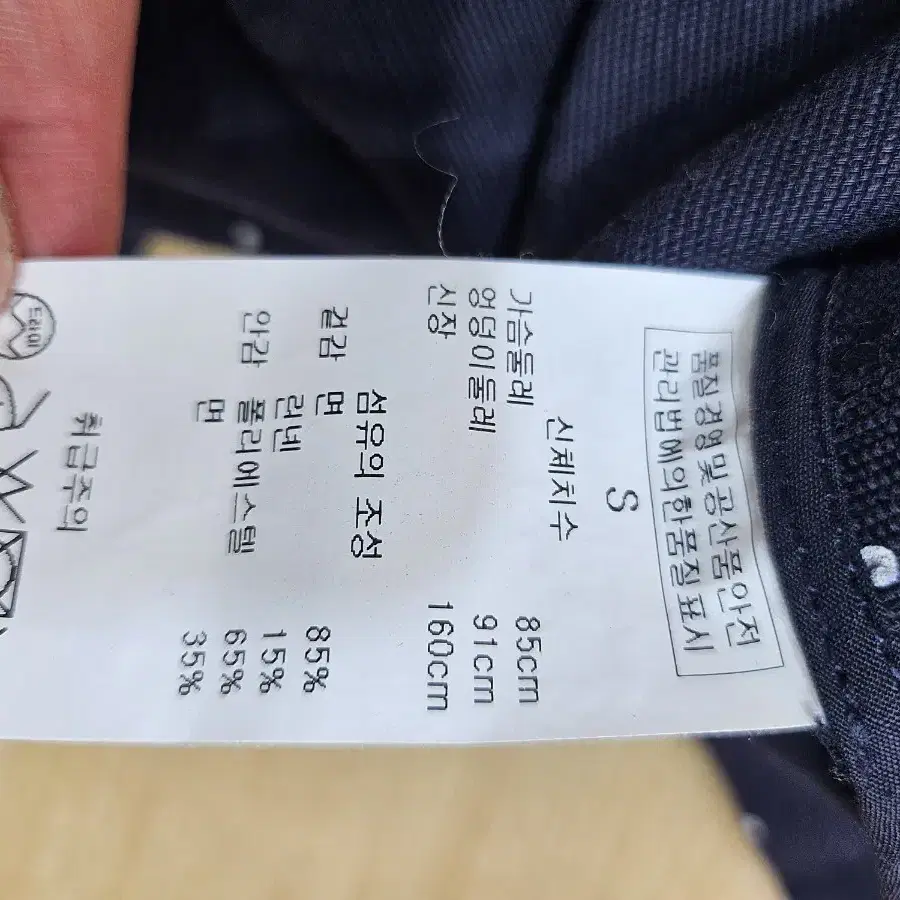 품질경영및공산품안전
관리법에의한품질표시
S
신체치수
가슴둘레 85cm
엉덩이둘레 91cm
신장 160cm
섬유의 조성
겉감 면 85%
린넨 15%
안감 폴리에스텔 65%
면 35%
취급주의
드라이